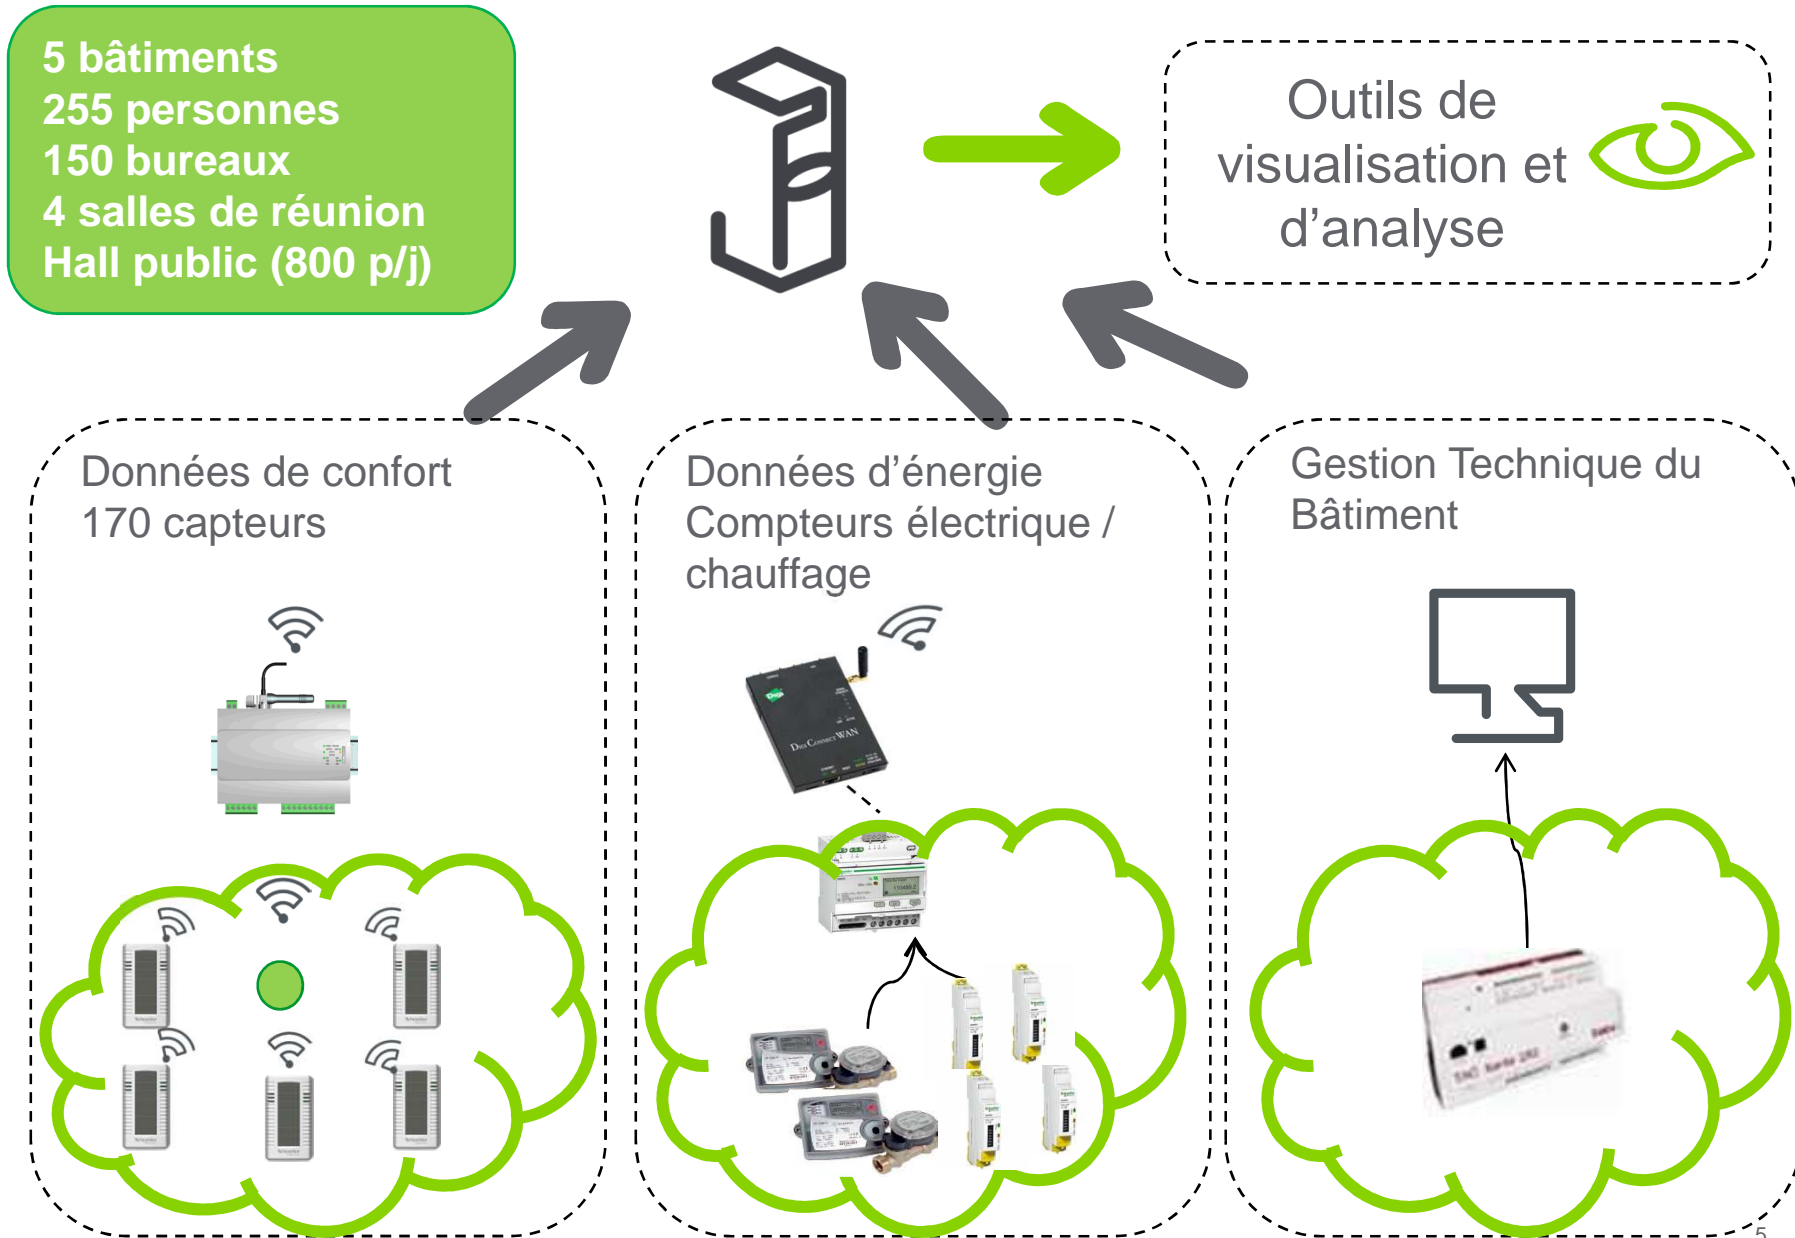 5 bâtiments
255 personnes
150 bureaux
4 salles de réunion
Hall public (800 p/j)
Outils de
visualisation et
d’analyse
Données de confort
170 capteurs
Données d’énergie
Compteurs électrique /
chauffage
Gestion Technique du
Bâtiment
Digi
Digi Connect WAN
5